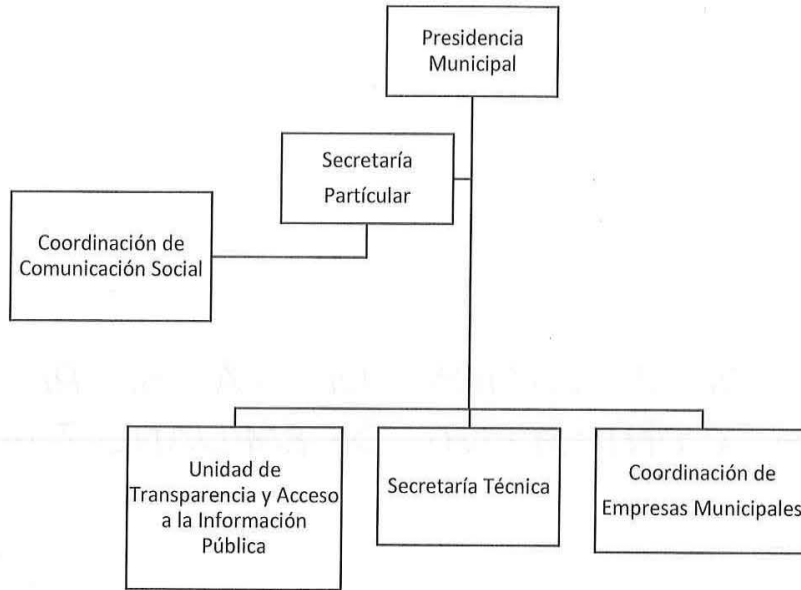 Presidencia
Municipal
Secretaría
Partícular
Coordinación de
Comunicación Social
Unidad de
Transparencia y Acceso
a la Información
Pública
Secretaría Técnica
Coordinación de
Empresas Municipales